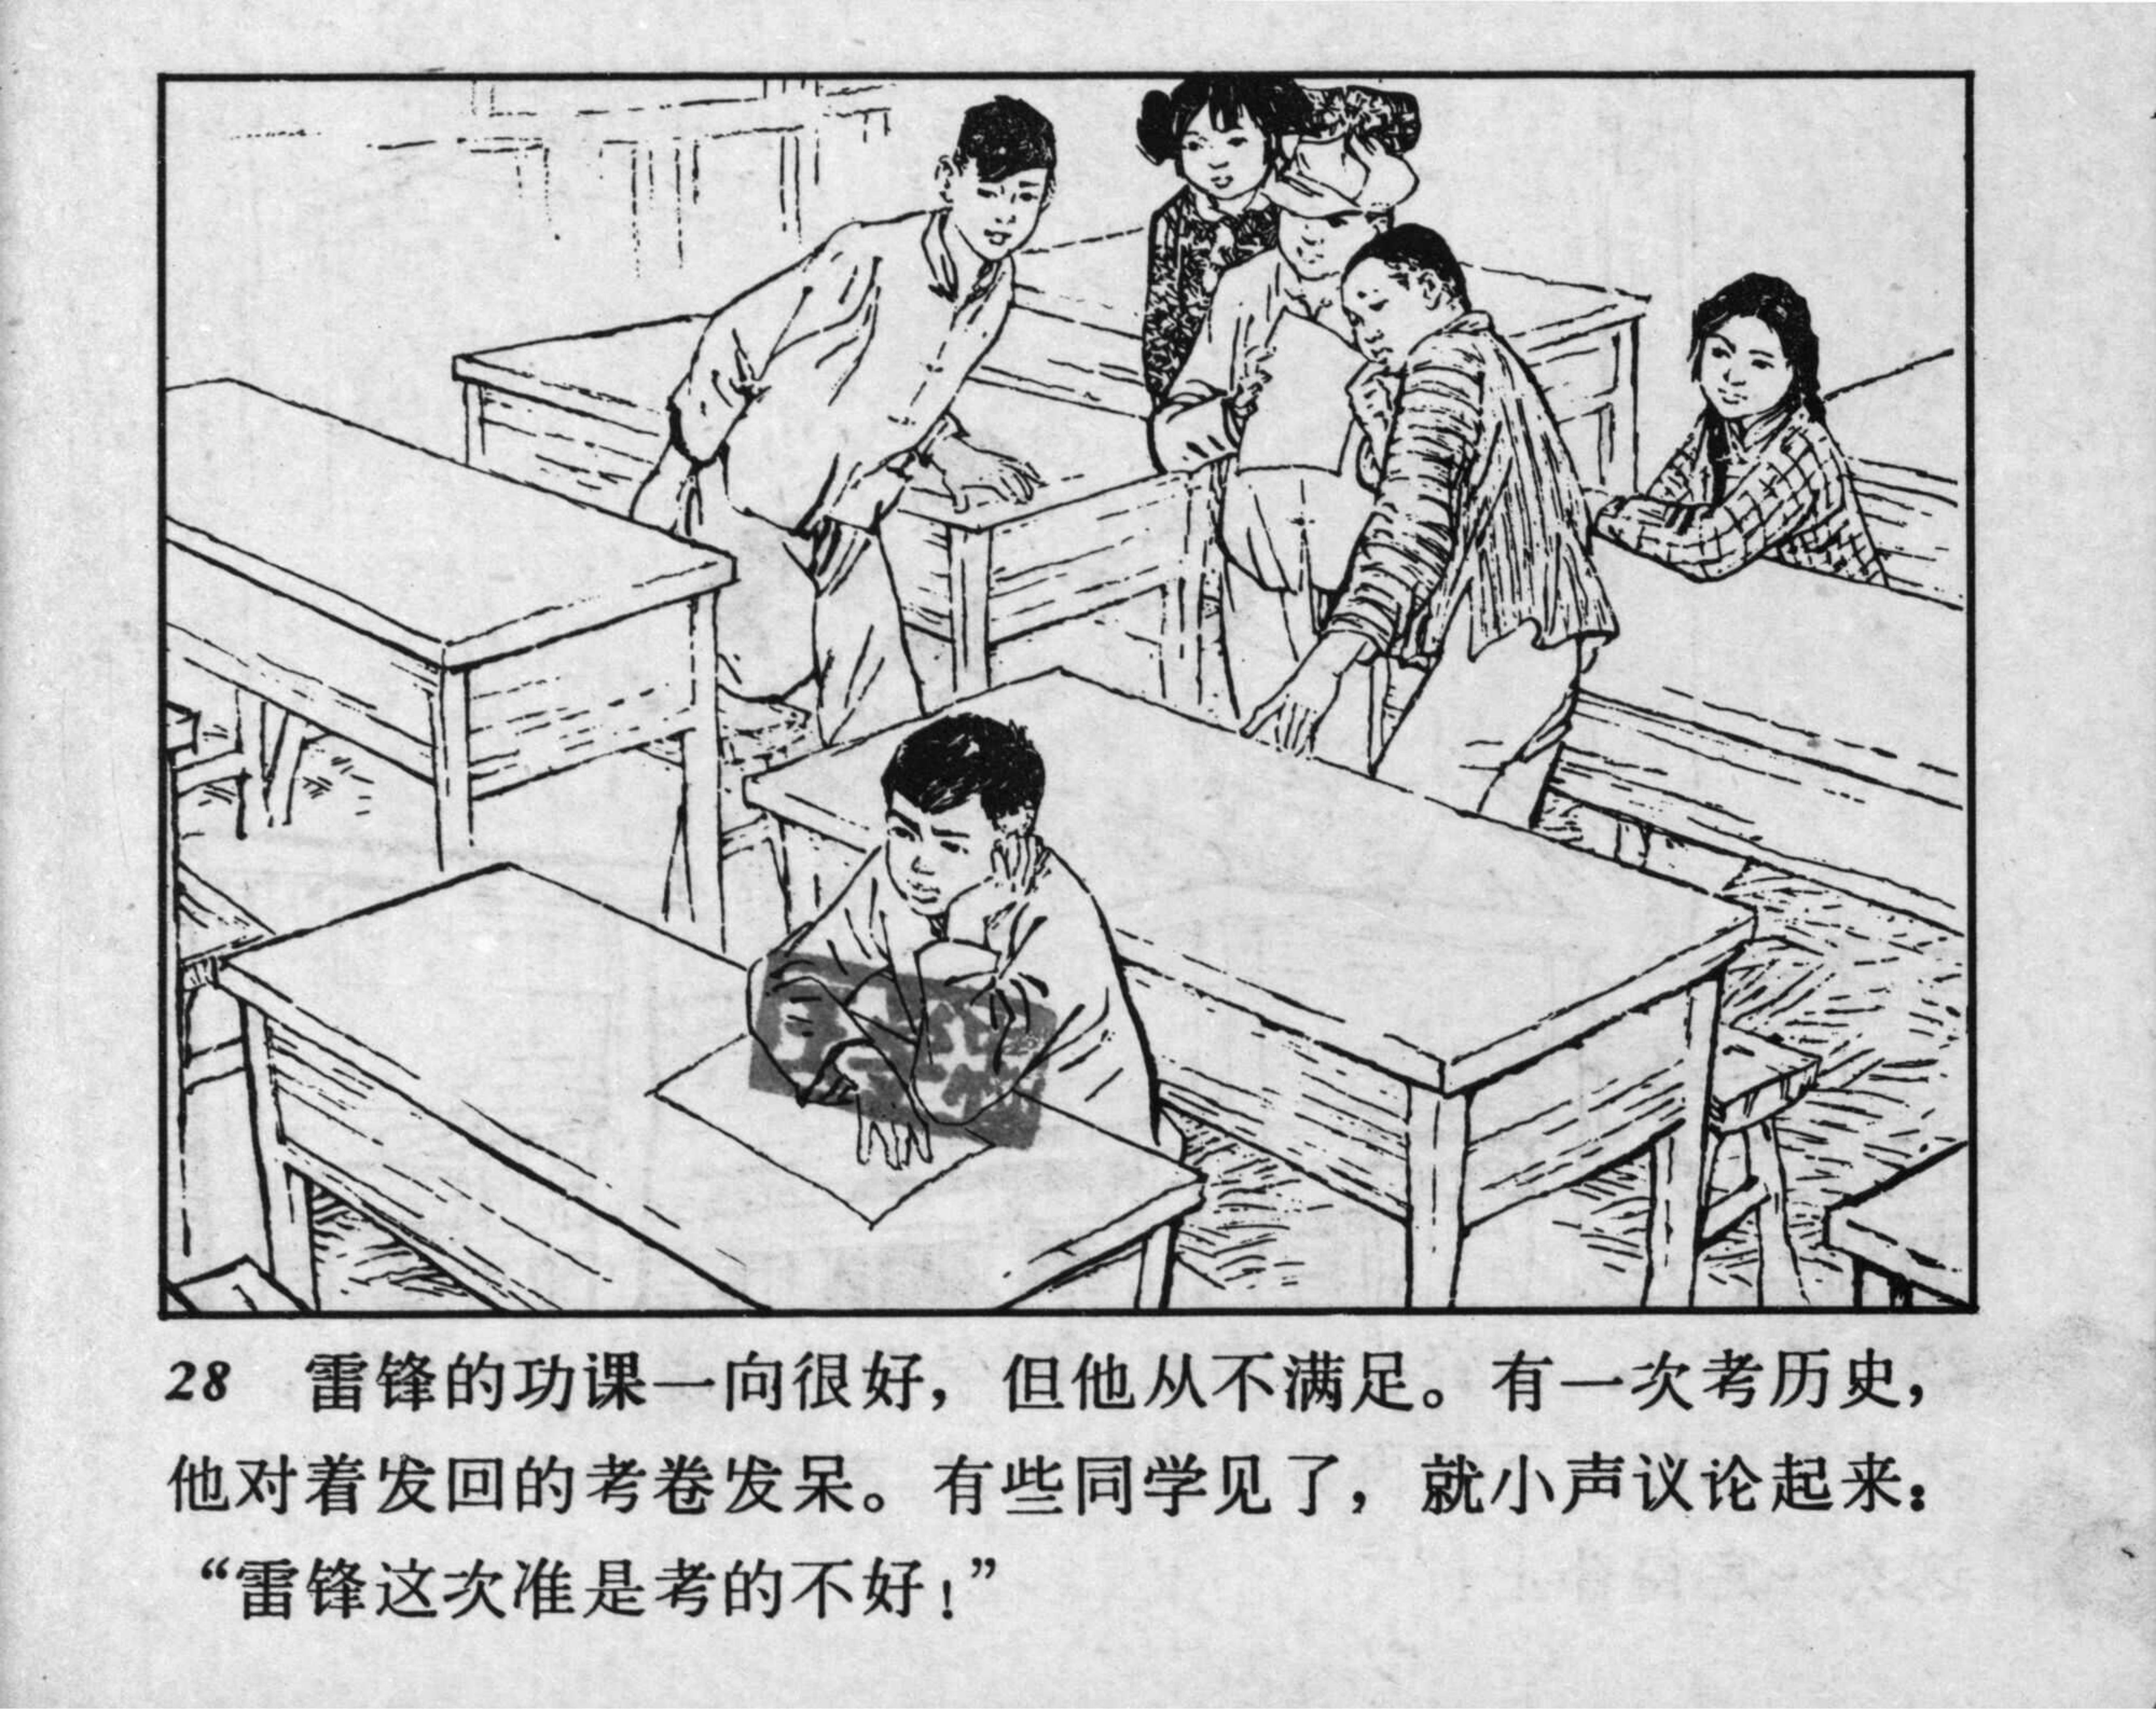 28 雷锋的功课一向很好，但他从不满足。有一次考历史，
他对着发回的考卷发呆。有些同学见了，就小声议论起来：
“雷锋这次准是考的不好！”